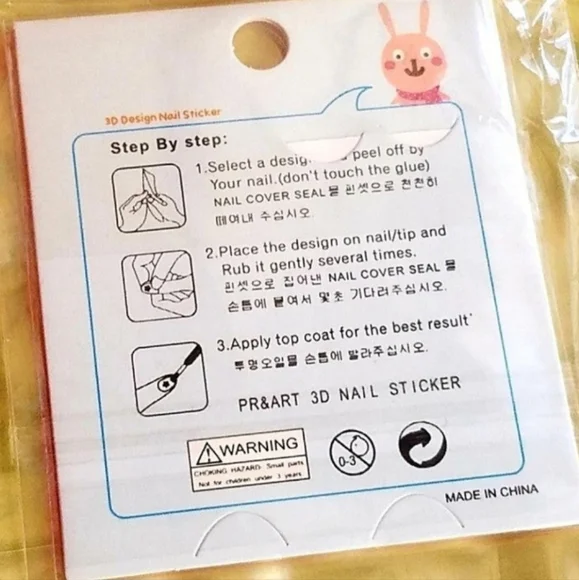 3D Design Nail Sticker
Step By step:
1.Select a desig peel off by
Your nail.(don't touch the glue)
NAIL COVER SEAL 믈 핀셋으로 천천히
떼여내 주십시오
2.Place the design on nail/tip and
Rub it gently several times.
핀셋으로 집어낸 NAIL COVER SEAL 믈
손톱에 붙여서 몇초 기다려주십시오.
3.Apply top coat for the best result
투명오일믈 손톱에 말라주십시오.
PR&ART 3D NAIL STICKER
WARNING
CHOKING HAZARD- Small parts
Not for children under 3 years
0-3
MADE IN CHINA